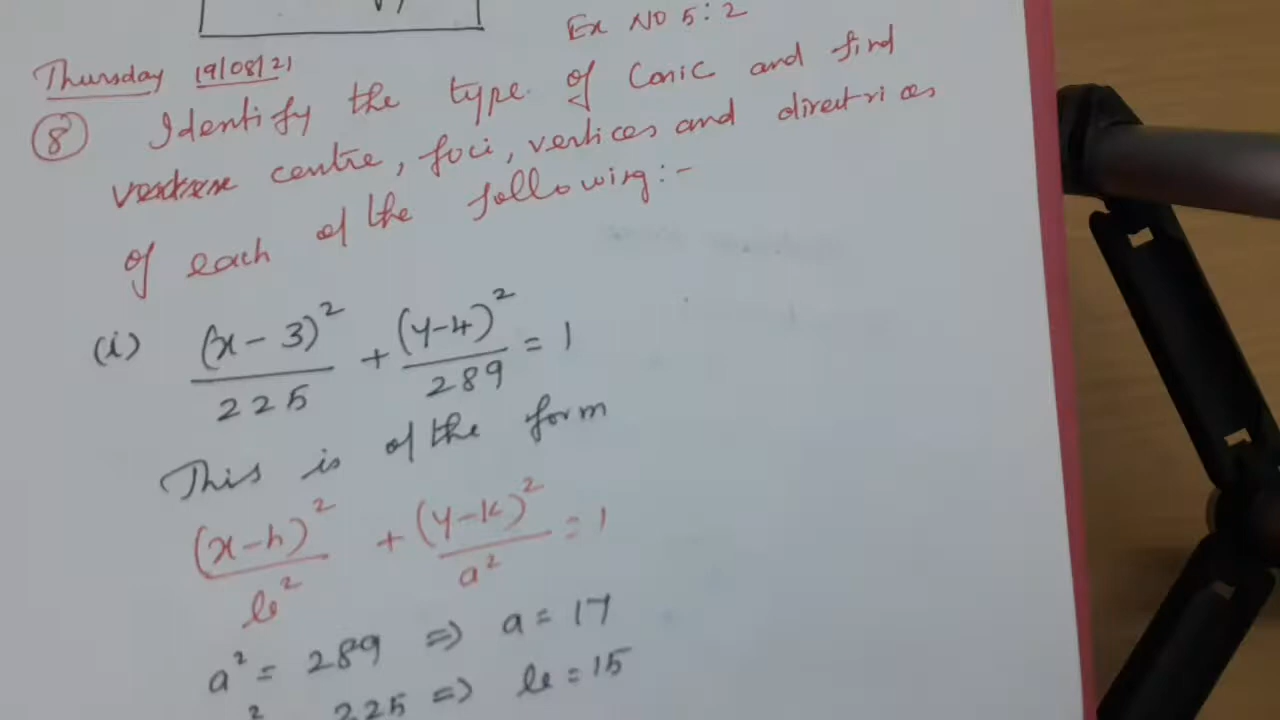 Ex No 5:2
Thursday 19/08/21
(8) Identify the type of Conic and find
centre, foci, vertices and directrices
of each of the following:-
(i) (x-3)²/225 + (y-4)²/289 = 1
This is of the form
(x-h)²/b² + (y-k)²/a² = 1
a² = 289 => a = 17
² 225 => b = 15